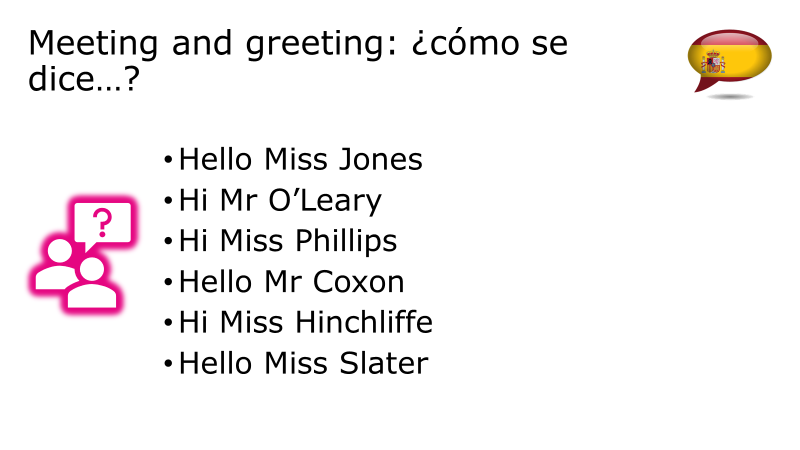 Meeting and greeting: ¿cómo se
dice…?
•Hello Miss Jones
•Hi Mr O’Leary
•Hi Miss Phillips
•Hello Mr Coxon
•Hi Miss Hinchliffe
•Hello Miss Slater
?